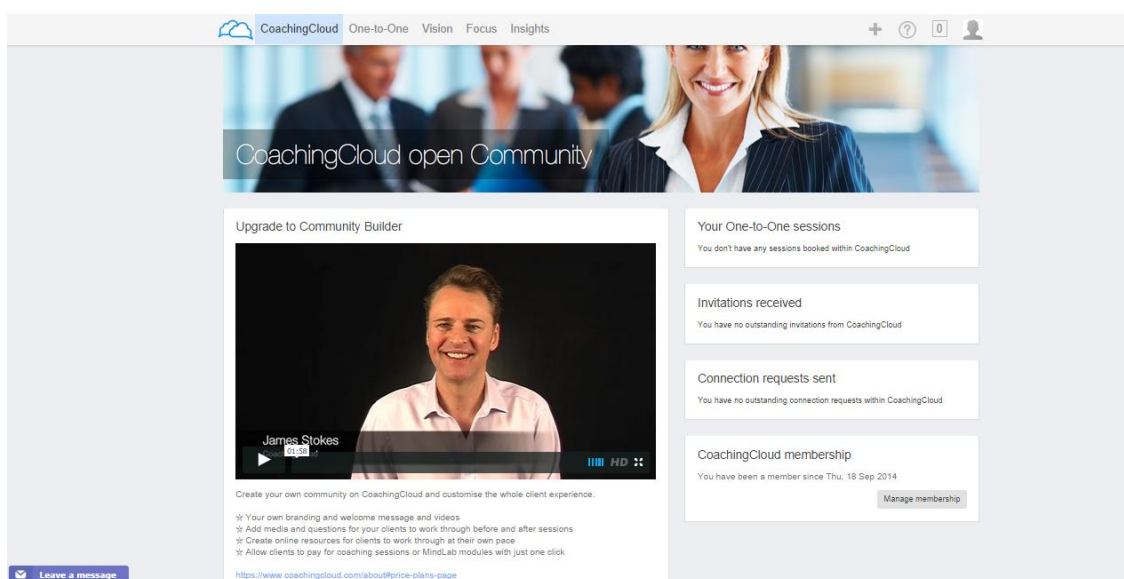 CoachingCloud One-to-One Vision Focus Insights
0
CoachingCloud open Community
Upgrade to Community Builder
James Stokes
01:58
HD
Create your own community on CoachingCloud and customise the whole client experience.
☆ Your own branding and welcome message and videos
☆ Add media and questions for your clients to work through before and after sessions
☆ Create online resources for clients to work through at their own pace
☆ Allow clients to pay for coaching sessions or MindLab modules with just one click
https://www.coachingcloud.com/about#price-plans-page
Your One-to-One sessions
You don't have any sessions booked within CoachingCloud
Invitations received
You have no outstanding invitations from CoachingCloud
Connection requests sent
You have no outstanding connection requests within CoachingCloud
CoachingCloud membership
You have been a member since Thu, 18 Sep 2014
Manage membership
Leave a message